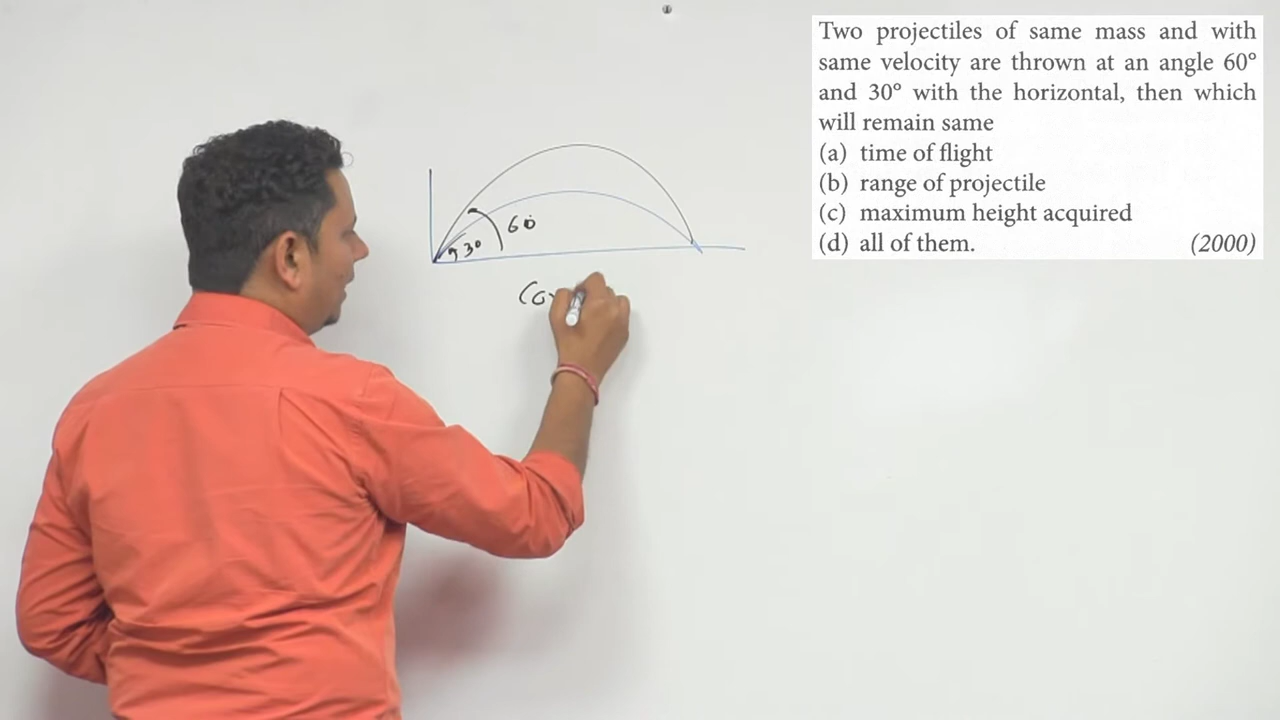 Two projectiles of same mass and with
same velocity are thrown at an angle 60°
and 30° with the horizontal, then which
will remain same
(a) time of flight
(b) range of projectile
(c) maximum height acquired
(d) all of them. (2000)
60
30